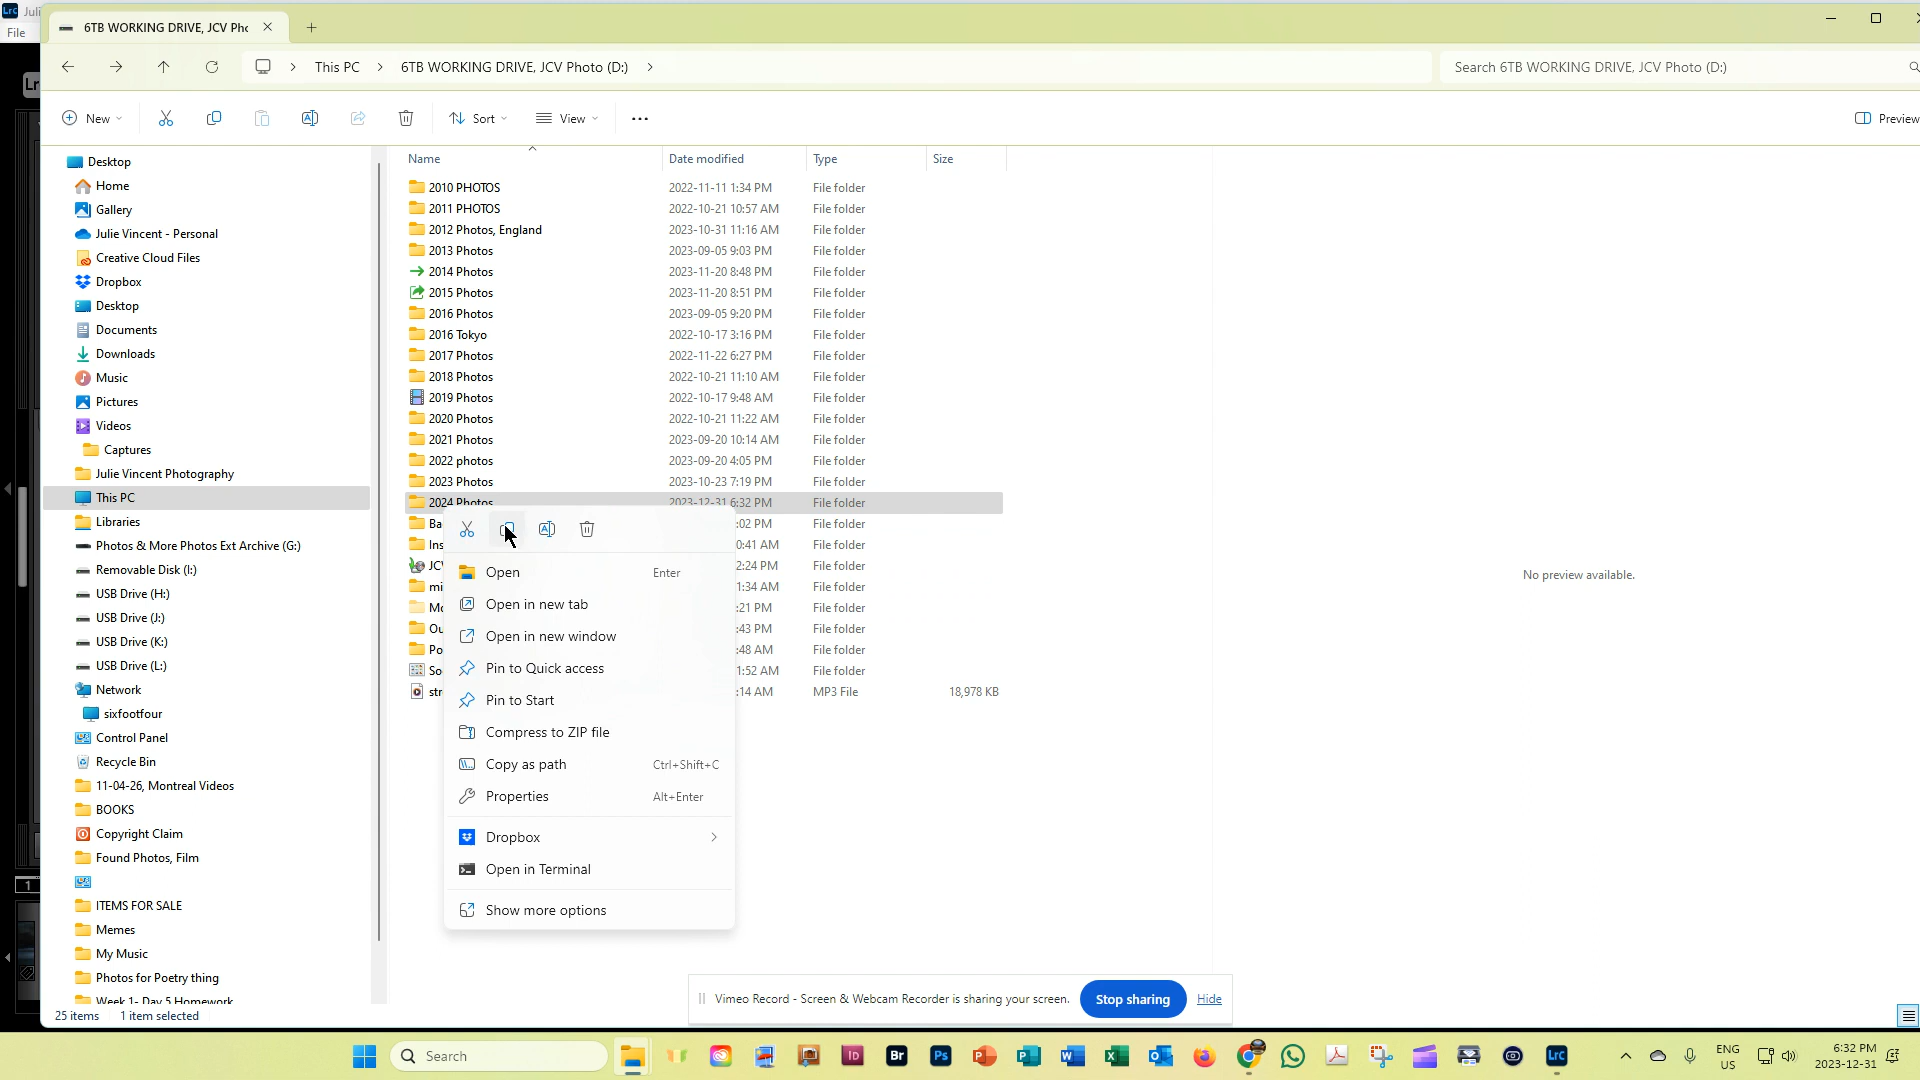 Lrc
File
6TB WORKING DRIVE, JCV Pho
This PC
6TB WORKING DRIVE, JCV Photo (D:)
Search 6TB WORKING DRIVE, JCV Photo (D:)
New
Sort
View
Preview
Desktop
Home
Gallery
Julie Vincent - Personal
Creative Cloud Files
Dropbox
Desktop
Documents
Downloads
Music
Pictures
Videos
Captures
Julie Vincent Photography
This PC
Libraries
Photos & More Photos Ext Archive (G:)
Removable Disk (I:)
USB Drive (H:)
USB Drive (J:)
USB Drive (K:)
USB Drive (L:)
Network
sixfootfour
Control Panel
Recycle Bin
11-04-26, Montreal Videos
BOOKS
Copyright Claim
Found Photos, Film
ITEMS FOR SALE
Memes
My Music
Photos for Poetry thing
Week 1- Day 5 Homework
25 items 1 item selected
Name Date modified Type Size
2010 PHOTOS 2022-11-11 1:34 PM File folder
2011 PHOTOS 2022-10-21 10:57 AM File folder
2012 Photos, England 2023-10-31 11:16 AM File folder
2013 Photos 2023-09-05 9:03 PM File folder
2014 Photos 2023-11-20 8:48 PM File folder
2015 Photos 2023-11-20 8:51 PM File folder
2016 Photos 2023-09-05 9:20 PM File folder
2016 Tokyo 2022-10-17 3:16 PM File folder
2017 Photos 2022-11-22 6:27 PM File folder
2018 Photos 2022-10-21 11:10 AM File folder
2019 Photos 2022-10-17 9:48 AM File folder
2020 Photos 2022-10-21 11:22 AM File folder
2021 Photos 2023-09-20 10:14 AM File folder
2022 photos 2023-09-20 4:05 PM File folder
2023 Photos 2023-10-23 7:19 PM File folder
2024 Photos 2023-12-31 6:32 PM File folder
Ba :02 PM File folder
Ins 0:41 AM File folder
JCV 2:24 PM File folder
mi 1:34 AM File folder
Mo :21 PM File folder
Ou :43 PM File folder
Po :48 AM File folder
So 1:52 AM File folder
str :14 AM MP3 File 18,978 KB
Open Enter
Open in new tab
Open in new window
Pin to Quick access
Pin to Start
Compress to ZIP file
Copy as path Ctrl+Shift+C
Properties Alt+Enter
Dropbox
Open in Terminal
Show more options
No preview available.
Vimeo Record - Screen & Webcam Recorder is sharing your screen. Stop sharing Hide
Search
Id
Br
Ps
LrC
ENG
US
6:32 PM
2023-12-31